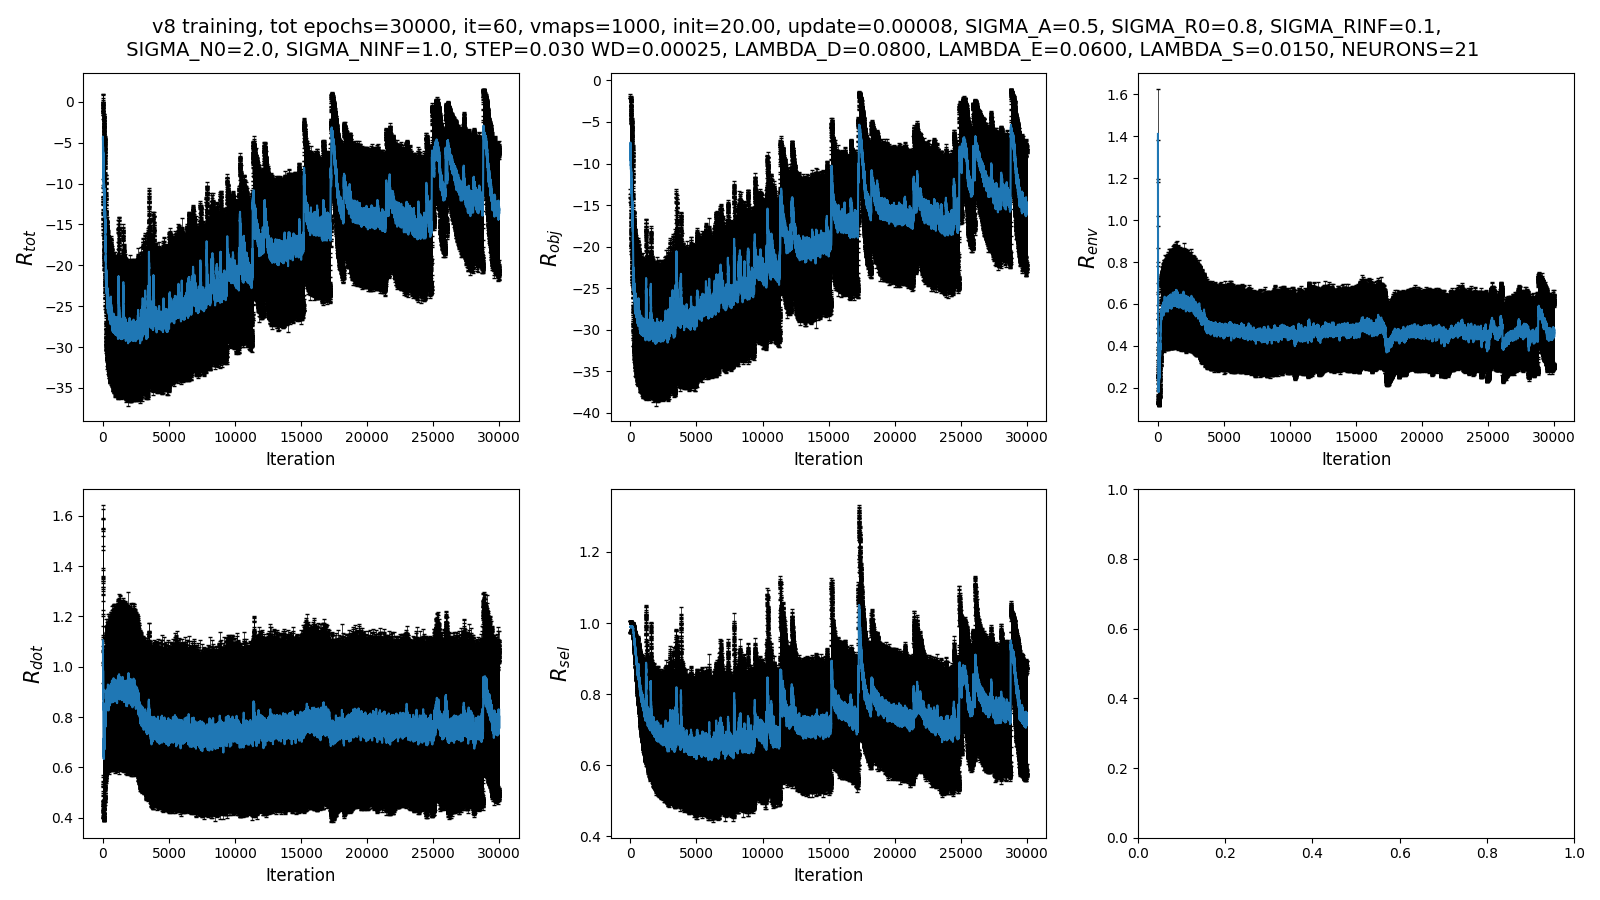 v8 training, tot epochs=30000, it=60, vmaps=1000, init=20.00, update=0.00008, SIGMA_A=0.5, SIGMA_R0=0.8, SIGMA_RINF=0.1,
SIGMA_N0=2.0, SIGMA_NINF=1.0, STEP=0.030 WD=0.00025, LAMBDA_D=0.0800, LAMBDA_E=0.0600, LAMBDA_S=0.0150, NEURONS=21
R_tot
0
−5
−10
−15
−20
−25
−30
−35
0 5000 10000 15000 20000 25000 30000
Iteration
R_obj
0
−5
−10
−15
−20
−25
−30
−35
−40
0 5000 10000 15000 20000 25000 30000
Iteration
R_env
1.6
1.4
1.2
1.0
0.8
0.6
0.4
0.2
0 5000 10000 15000 20000 25000 30000
Iteration
R_dot
1.6
1.4
1.2
1.0
0.8
0.6
0.4
0 5000 10000 15000 20000 25000 30000
Iteration
R_sel
1.2
1.0
0.8
0.6
0.4
0 5000 10000 15000 20000 25000 30000
Iteration
1.0
0.8
0.6
0.4
0.2
0.0
0.0 0.2 0.4 0.6 0.8 1.0